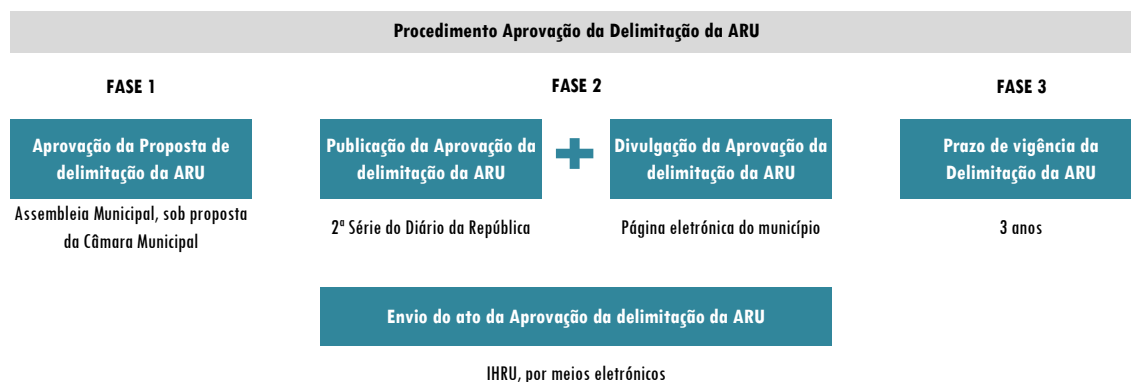 Procedimento Aprovação da Delimitação da ARU
FASE 1
Aprovação da Proposta de
delimitação da ARU
Assembleia Municipal, sob proposta
da Câmara Municipal
FASE 2
Publicação da Aprovação da
delimitação da ARU
2ª Série do Diário da República
Divulgação da Aprovação da
delimitação da ARU
Página eletrónica do município
Envio do ato da Aprovação da delimitação da ARU
IHRU, por meios eletrónicos
FASE 3
Prazo de vigência da
Delimitação da ARU
3 anos